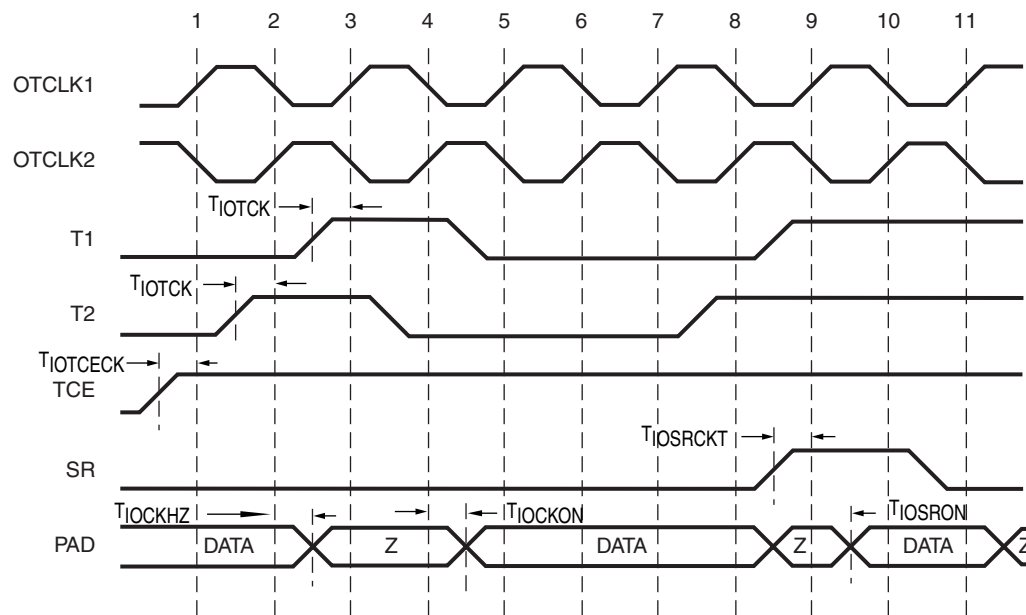 1 2 3 4 5 6 7 8 9 10 11
OTCLK1
OTCLK2
TIOTCK
T1
TIOTCK
T2
TIOTCECK
TCE
TIOSRCKT
SR
TIOCKHZ TIOCKON TIOSRON
PAD DATA Z DATA Z DATA Z